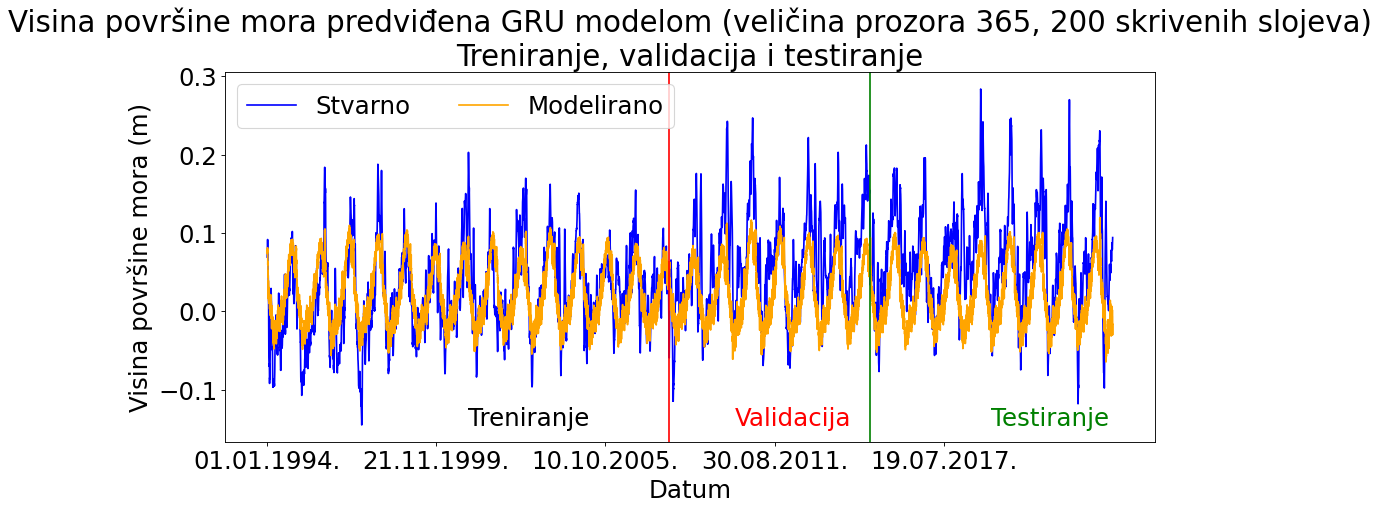 Visina površine mora predviđena GRU modelom (veličina prozora 365, 200 skrivenih slojeva)
Treniranje, validacija i testiranje
Stvarno
Modelirano
Visina površine mora (m)
0.3
0.2
0.1
0.0
−0.1
Treniranje
Validacija
Testiranje
01.01.1994.
21.11.1999.
10.10.2005.
30.08.2011.
19.07.2017.
Datum